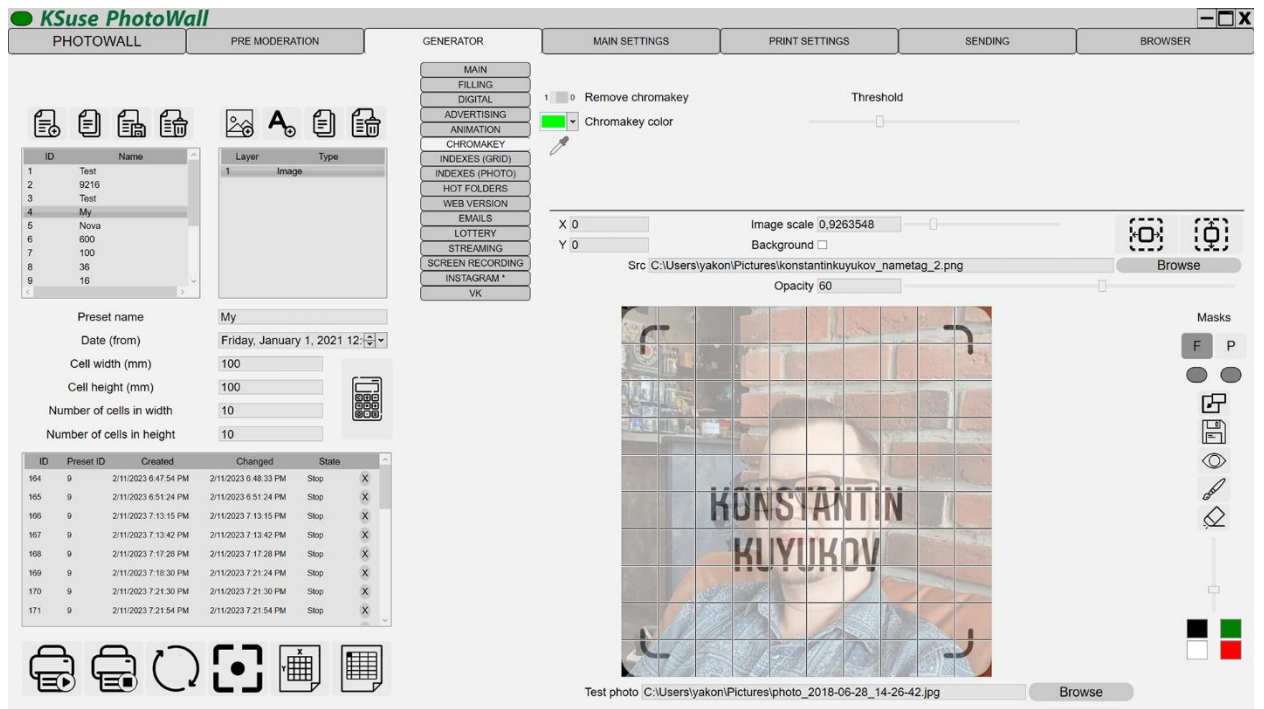 KSuse PhotoWall
PHOTOWALL PRE MODERATION GENERATOR MAIN SETTINGS PRINT SETTINGS SENDING BROWSER
ID Name
1 Test
2 9216
3 Test
4 My
5 Nova
6 600
7 100
8 36
9 16
Layer Type
1 Image
Preset name My
Date (from) Friday, January 1, 2021 12:
Cell width (mm) 100
Cell height (mm) 100
Number of cells in width 10
Number of cells in height 10
ID Preset ID Created Changed State
164 9 2/11/2023 6:47:54 PM 2/11/2023 6:48:33 PM Stop X
165 9 2/11/2023 6:51:24 PM 2/11/2023 6:51:24 PM Stop X
166 9 2/11/2023 7:13:15 PM 2/11/2023 7:13:15 PM Stop X
167 9 2/11/2023 7:13:42 PM 2/11/2023 7:13:42 PM Stop X
168 9 2/11/2023 7:17:28 PM 2/11/2023 7:17:28 PM Stop X
169 9 2/11/2023 7:18:30 PM 2/11/2023 7:21:24 PM Stop X
170 9 2/11/2023 7:21:30 PM 2/11/2023 7:21:30 PM Stop X
171 9 2/11/2023 7:21:54 PM 2/11/2023 7:21:54 PM Stop X
X
Y
MAIN
FILLING
DIGITAL
ADVERTISING
ANIMATION
CHROMAKEY
INDEXES (GRID)
INDEXES (PHOTO)
HOT FOLDERS
WEB VERSION
EMAILS
LOTTERY
STREAMING
SCREEN RECORDING
INSTAGRAM *
VK
1 0 Remove chromakey Threshold
Chromakey color
X 0 Image scale 0,9263548
Y 0 Background
Src C:\Users\yakon\Pictures\konstantinkuyukov_nametag_2.png Browse
Opacity 60
KONSTANTIN
KUYUKOV
Masks
F P
Test photo C:\Users\yakon\Pictures\photo_2018-06-28_14-26-42.jpg Browse